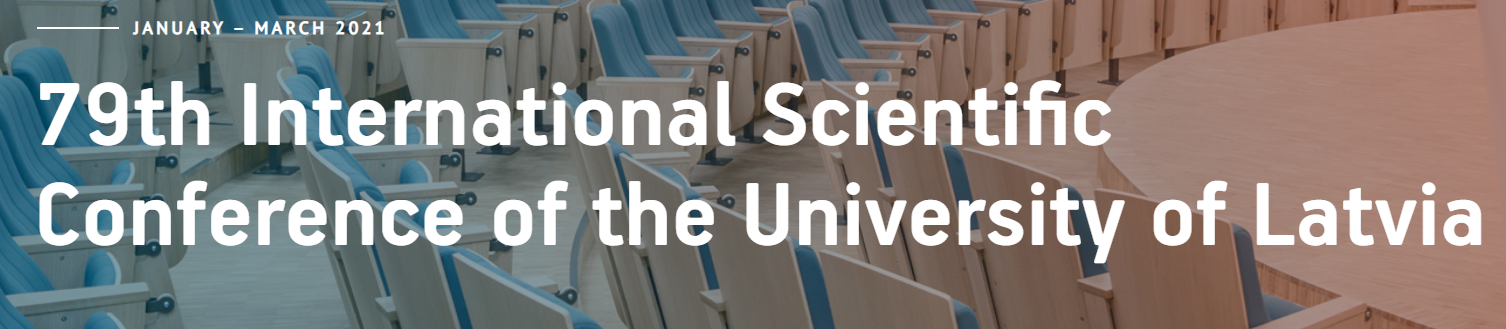 JANUARY – MARCH 2021
79th International Scientific
Conference of the University of Latvia